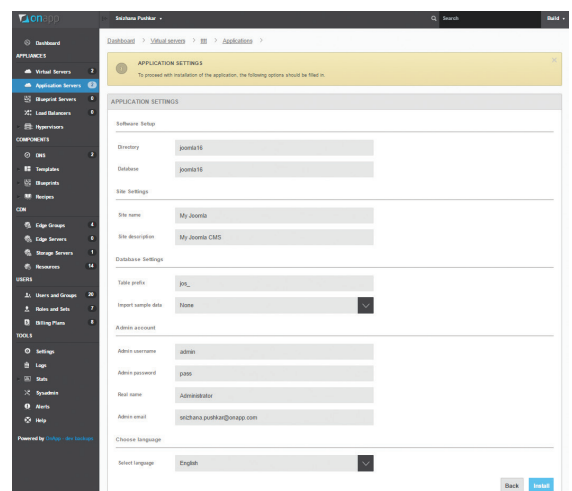 onapp
Snizhana Pushkar
Search
Build
Dashboard
APPLIANCES
Virtual Servers 2
Application Servers
Blueprint Servers 0
Load Balancers 0
Hypervisors
COMPONENTS
DNS 2
Templates
Blueprints
Recipes
CDN
Edge Groups 4
Edge Servers 0
Storage Servers 1
Resources 14
USERS
Users and Groups 20
Roles and Sets 7
Billing Plans
TOOLS
Settings
Logs
Stats
Sysadmin
Alerts
Help
Powered by OnApp
Dashboard > Virtual servers > > Applications >
APPLICATION SETTINGS
To proceed with installation of the application, the following options should be filled in.
APPLICATION SETTINGS
Software Setup
Directory joomla16
Database joomla16
Site Settings
Site name My Joomla
Site description My Joomla CMS
Database Settings
Table prefix jos_
Import sample data None
Admin account
Admin username admin
Admin password pass
Real name Administrator
Admin email snizhana.pushkar@onapp.com
Choose language
Select language English
Back Install